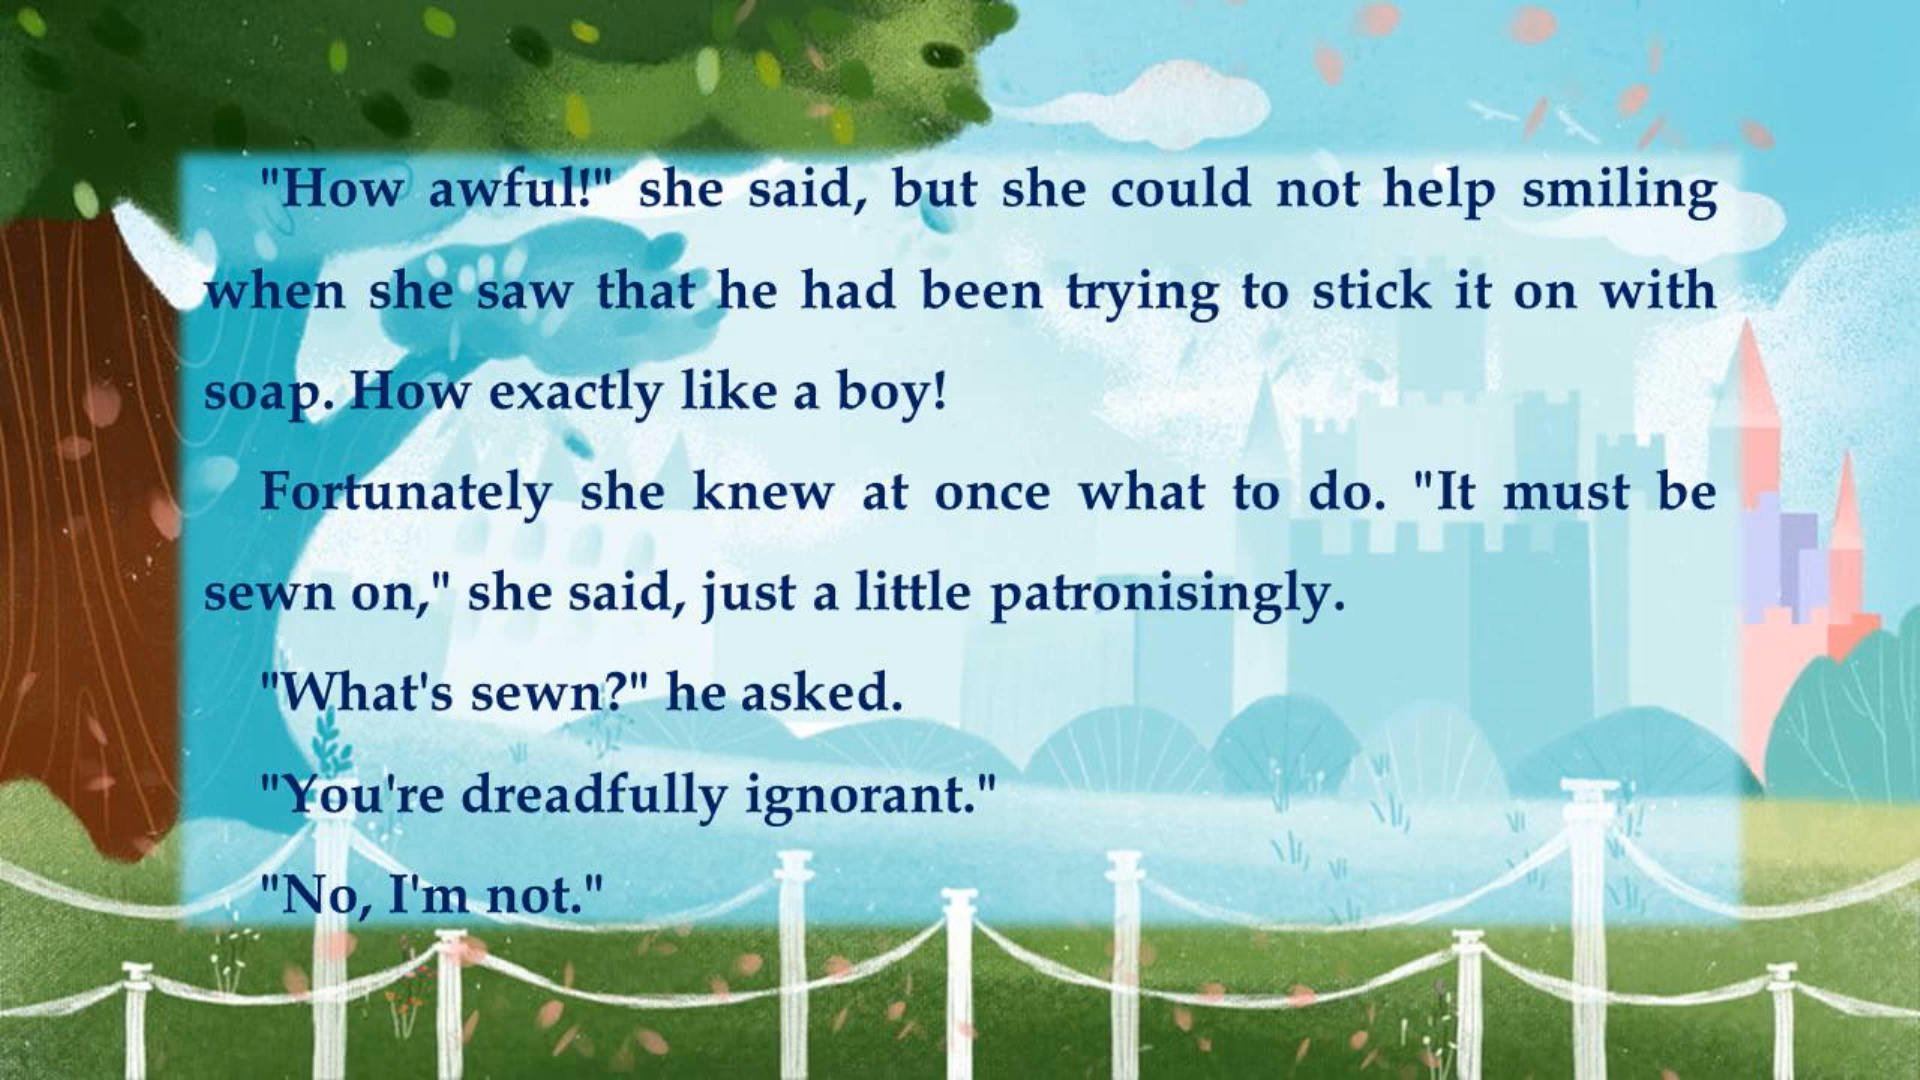 "How awful!" she said, but she could not help smiling
when she saw that he had been trying to stick it on with
soap. How exactly like a boy!
Fortunately she knew at once what to do. "It must be
sewn on," she said, just a little patronisingly.
"What's sewn?" he asked.
"You're dreadfully ignorant."
"No, I'm not."